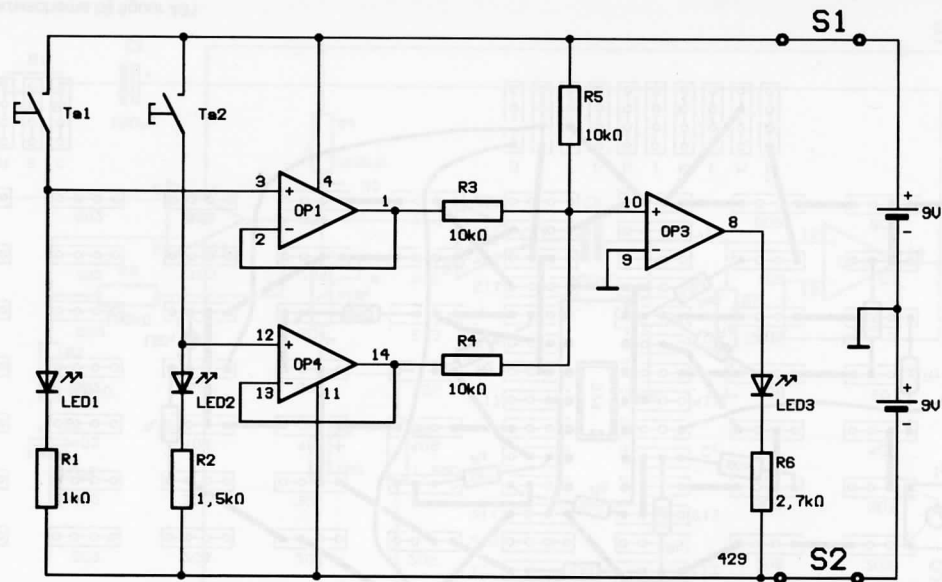 S1
R5
10kΩ
Ta1
Ta2
3
+
4
OP1
1
2
−
R3
10kΩ
10
+
OP3
8
9
−
+
9V
−
12
+
OP4
14
13
−
11
R4
10kΩ
LED1
LED2
LED3
+
9V
−
R1
1kΩ
R2
1,5kΩ
R6
2,7kΩ
429
S2